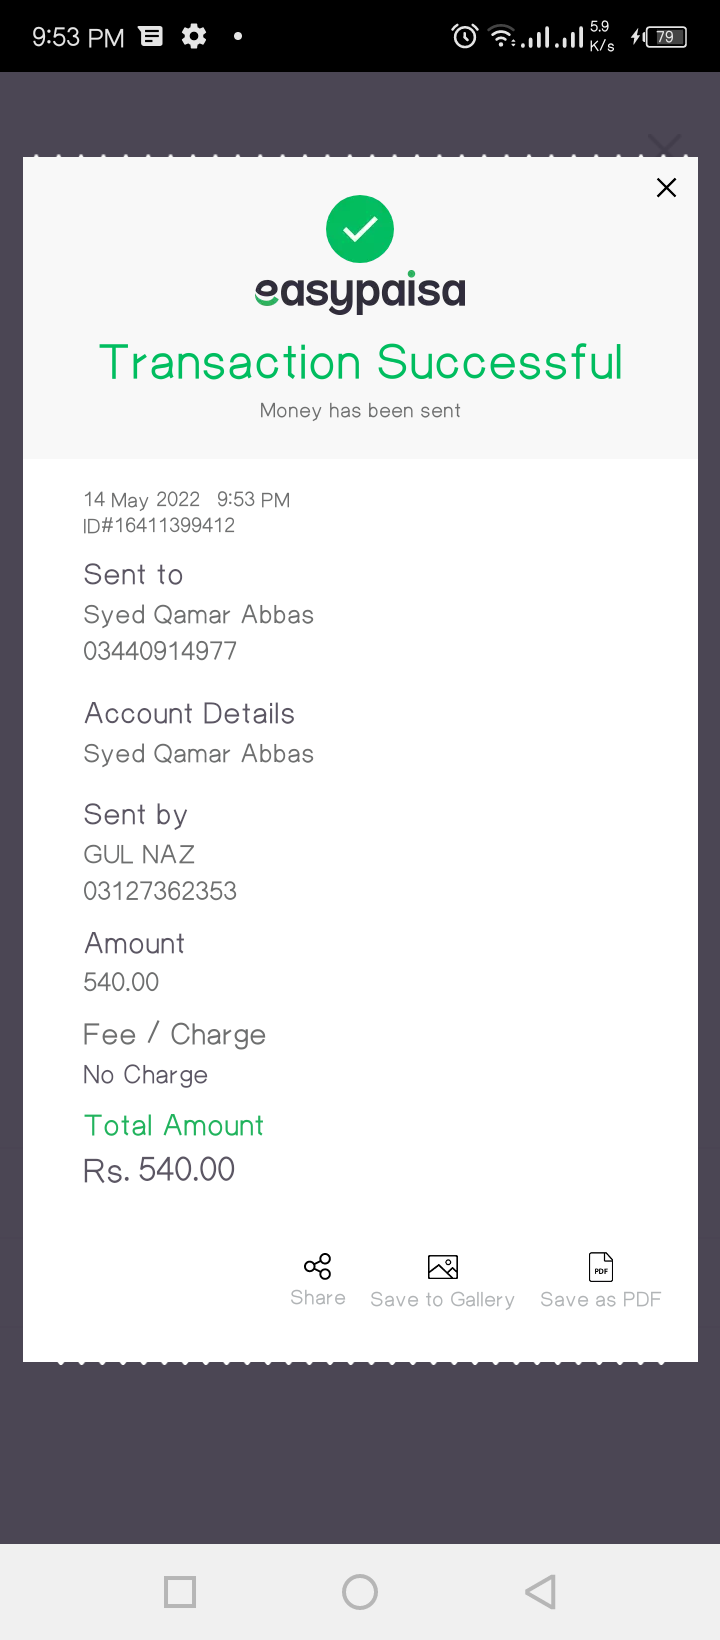 9:53 PM
5.9
K/s
79
easypaisa
Transaction Successful
Money has been sent
14 May 2022 9:53 PM
ID#16411399412
Sent to
Syed Qamar Abbas
03440914977
Account Details
Syed Qamar Abbas
Sent by
GUL NAZ
03127362353
Amount
540.00
Fee / Charge
No Charge
Total Amount
Rs. 540.00
PDF
Share Save to Gallery Save as PDF